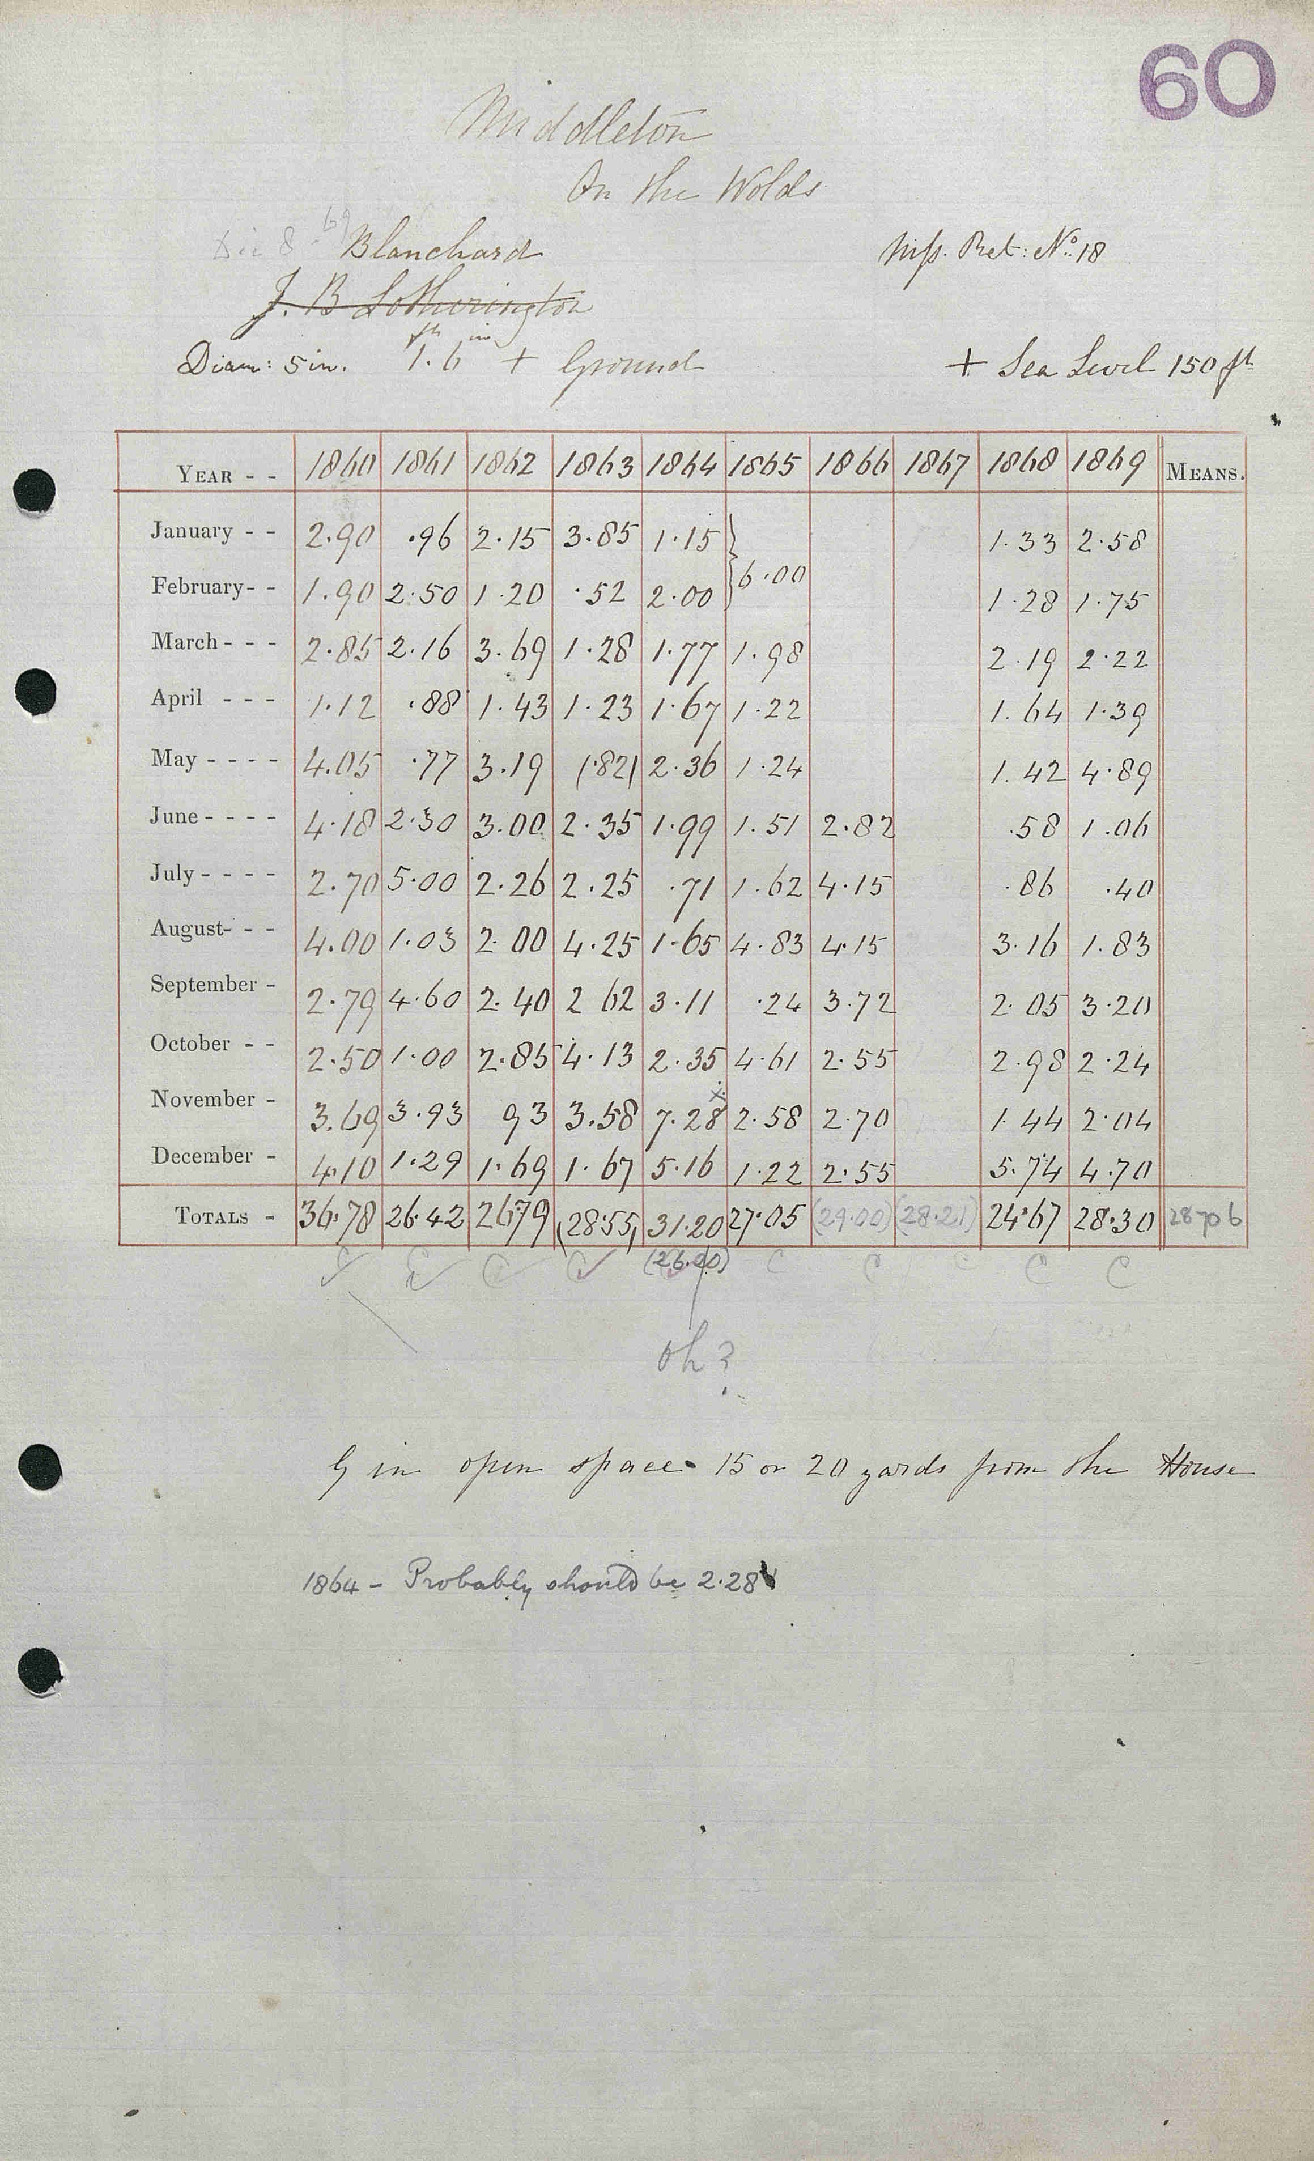 60
Middleton
On the Wolds
Blanchard
Mss. Ret: No. 18
J. B Lotherington
Diam: 5 in. 1 ft. 6 in + Ground + Sea Level 150 ft
YEAR - - 1860 1861 1862 1863 1864 1865 1866 1867 1868 1869 MEANS.
January - - 2.90 .96 2.15 3.85 1.15 } 6.00 1.33 2.58
February - - 1.90 2.50 1.20 .52 2.00 1.28 1.75
March - - - 2.85 2.16 3.69 1.28 1.77 1.98 2.19 2.22
April - - - 1.12 .88 1.43 1.23 1.67 1.22 1.64 1.39
May - - - - 4.05 .77 3.19 (.82) 2.36 1.24 1.42 4.89
June - - - - 4.18 2.30 3.00 2.35 1.99 1.51 2.82 .58 1.06
July - - - - 2.70 5.00 2.26 2.25 .71 1.62 4.15 .86 .40
August - - - 4.00 1.03 2.00 4.25 1.65 4.83 4.15 3.16 1.83
September - 2.79 4.60 2.40 2 62 3.11 .24 3.72 2.05 3.20
October - - 2.50 1.00 2.85 4.13 2.35 4.61 2.55 2.98 2.24
November - 3.69 3.93 93 3.58 7.28 x 2.58 2.70 1.44 2.04
December - 4.10 1.29 1.69 1.67 5.16 1.22 2.55 5.74 4.70
TOTALS - 36.78 26.42 26.79 (28.55) 31.20 27.05 (29.00) (28.21) 24.67 28.30 28 706
(26.20)
oh?
G in open space 15 or 20 yards from the House
1864 - Probably should be 2.28